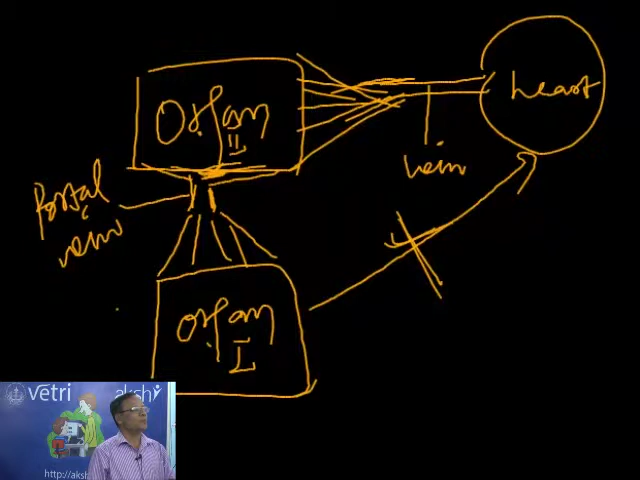 Organ
II
heart
vein
Portal
vein
Organ
I
vetri
akshi
http://aksh